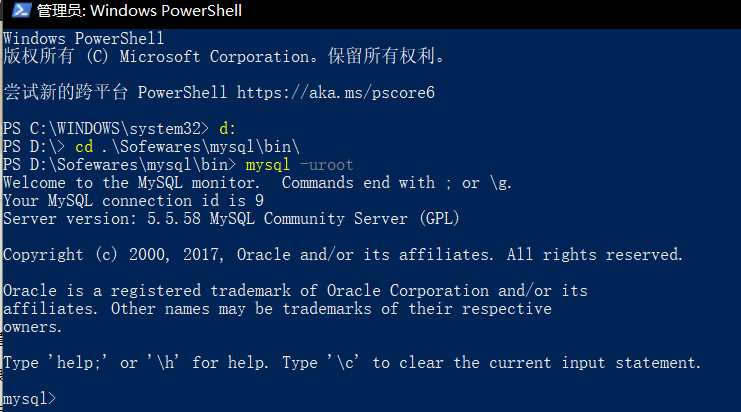 管理员: Windows PowerShell
Windows PowerShell
版权所有 (C) Microsoft Corporation。保留所有权利。
尝试新的跨平台 PowerShell https://aka.ms/pscore6
PS C:\WINDOWS\system32> d:
PS D:\> cd .\Sofewares\mysql\bin\
PS D:\Sofewares\mysql\bin> mysql -uroot
Welcome to the MySQL monitor.  Commands end with ; or \g.
Your MySQL connection id is 9
Server version: 5.5.58 MySQL Community Server (GPL)
Copyright (c) 2000, 2017, Oracle and/or its affiliates. All rights reserved.
Oracle is a registered trademark of Oracle Corporation and/or its
affiliates. Other names may be trademarks of their respective
owners.
Type 'help;' or '\h' for help. Type '\c' to clear the current input statement.
mysql>